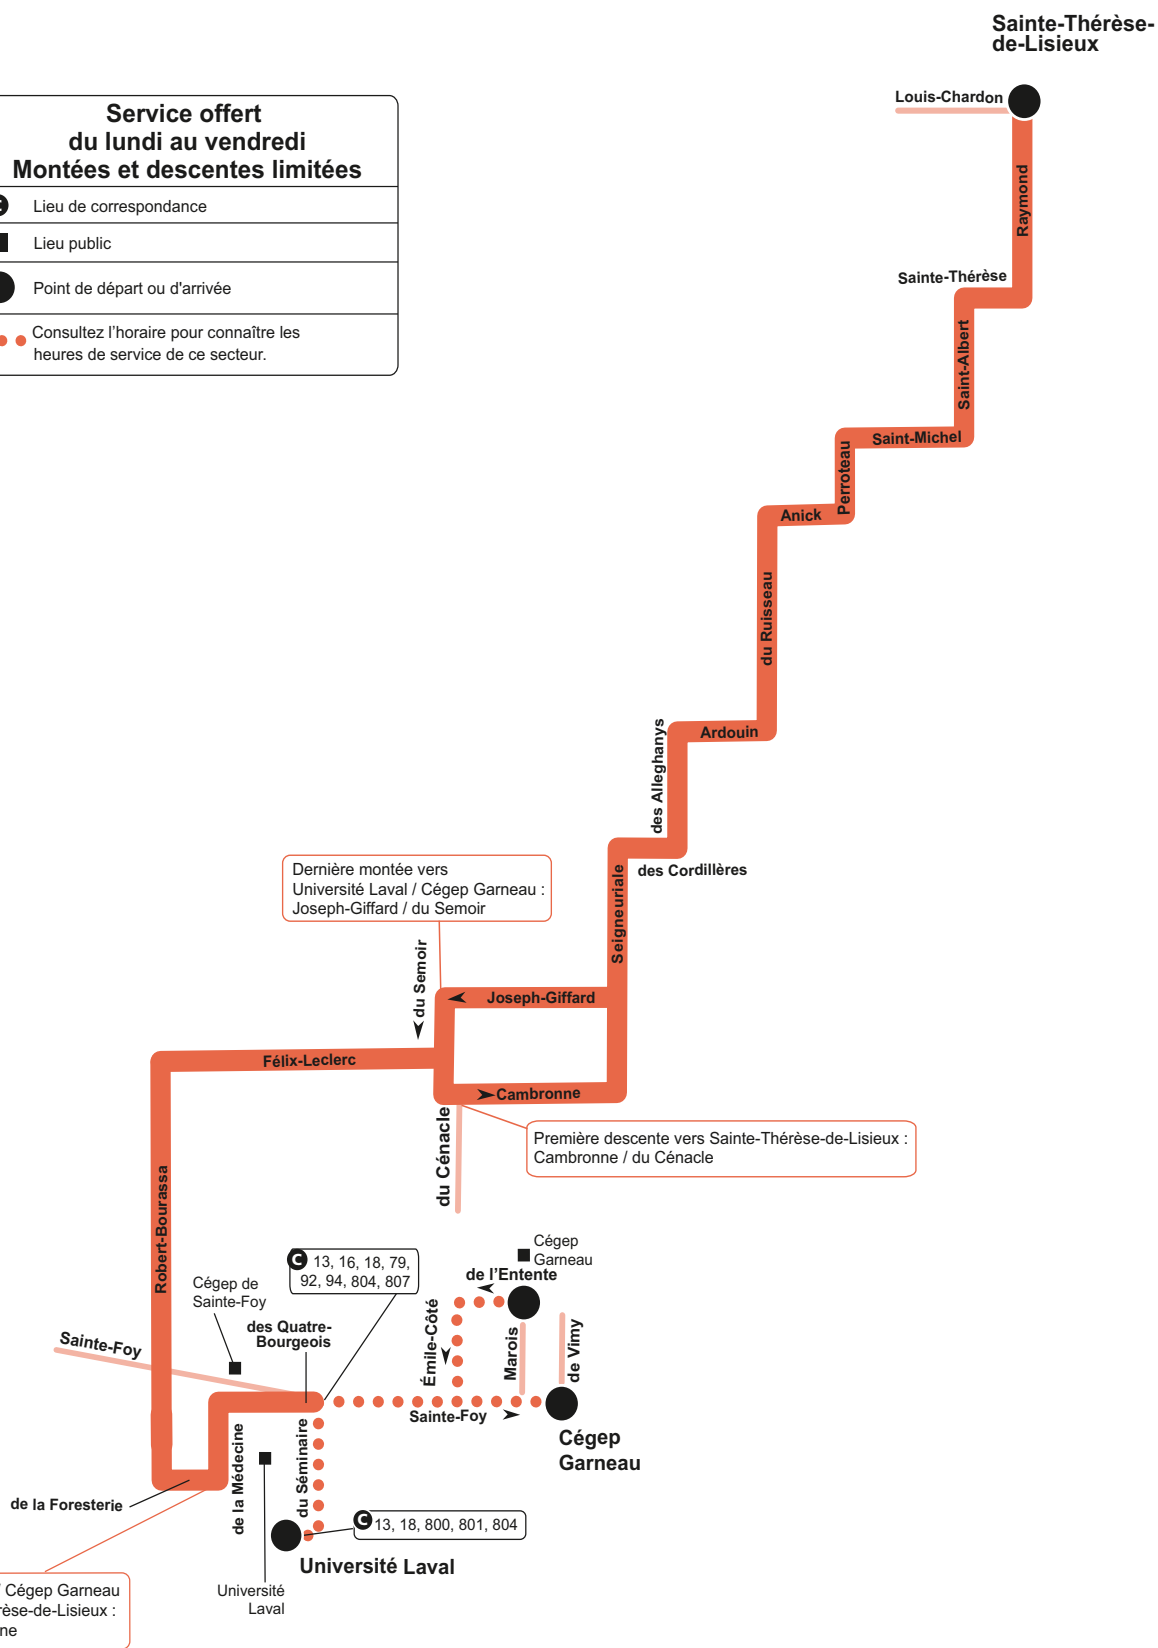 Sainte-Thérèse-
de-Lisieux
Louis-Chardon
Service offert
du lundi au vendredi
Montées et descentes limitées
Lieu de correspondance
Lieu public
Point de départ ou d'arrivée
Consultez l'horaire pour connaître les
heures de service de ce secteur.
Raymond
Sainte-Thérèse
Saint-Albert
Saint-Michel
Perroteau
Anick
du Ruisseau
Ardouin
des Alleghanys
des Cordillères
Seigneuriale
Dernière montée vers
Université Laval / Cégep Garneau :
Joseph-Giffard / du Semoir
du Semoir
Joseph-Giffard
Félix-Leclerc
Cambronne
du Cénacle
Première descente vers Sainte-Thérèse-de-Lisieux :
Cambronne / du Cénacle
Robert-Bourassa
C 13, 16, 18, 79,
92, 94, 804, 807
Cégep
Garneau
de l'Entente
Cégep de
Sainte-Foy
des Quatre-
Bourgeois
Émile-Côté
Marois
de Vimy
Sainte-Foy
Sainte-Foy
Cégep
Garneau
de la Médecine
du Séminaire
de la Foresterie
C 13, 18, 800, 801, 804
Université Laval
Université
Laval
/ Cégep Garneau
rèse-de-Lisieux :
ne